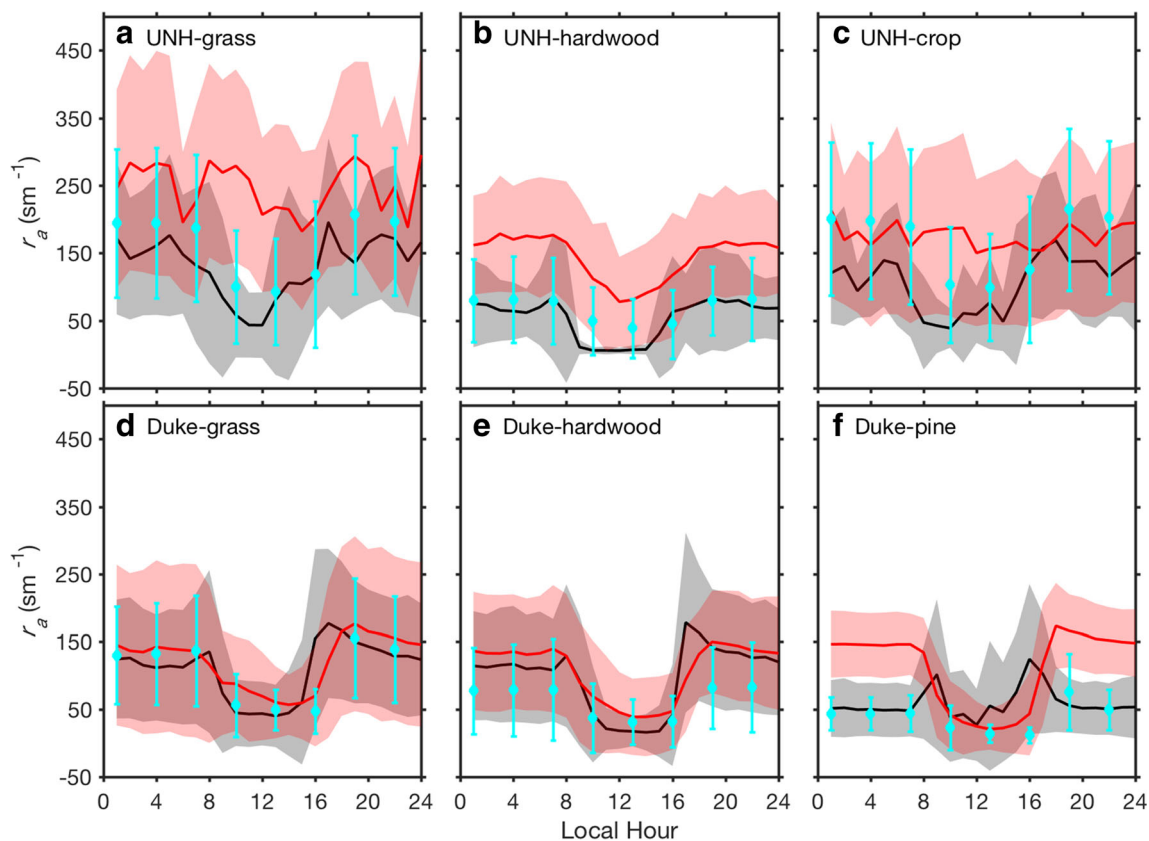 a UNH-grass
b UNH-hardwood
c UNH-crop
450
350
250
150
50
-50
r_a (sm⁻¹)
d Duke-grass
e Duke-hardwood
f Duke-pine
450
350
250
150
50
-50
r_a (sm⁻¹)
0 4 8 12 16 20 24
0 4 8 12 16 20 24
0 4 8 12 16 20 24
Local Hour